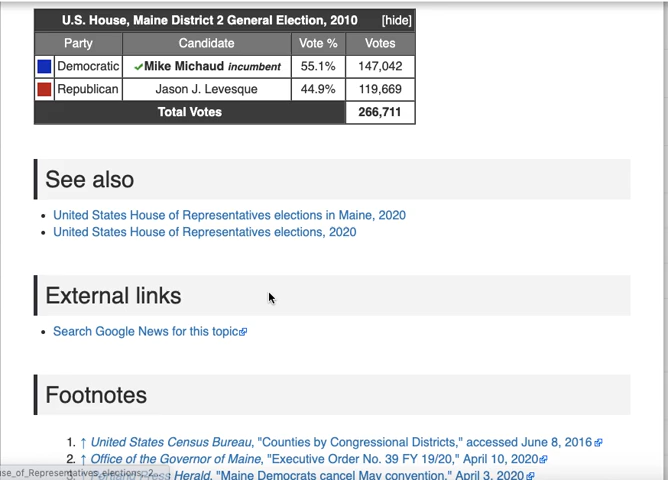 U.S. House, Maine District 2 General Election, 2010 [hide]
Party Candidate Vote % Votes
Democratic ✓Mike Michaud incumbent 55.1% 147,042
Republican Jason J. Levesque 44.9% 119,669
Total Votes 266,711
See also
• United States House of Representatives elections in Maine, 2020
• United States House of Representatives elections, 2020
External links
• Search Google News for this topic
Footnotes
1. ↑ United States Census Bureau, "Counties by Congressional Districts," accessed June 8, 2016
2. ↑ Office of the Governor of Maine, "Executive Order No. 39 FY 19/20," April 10, 2020
Herald, "Maine Democrats cancel May convention," April 3, 2020